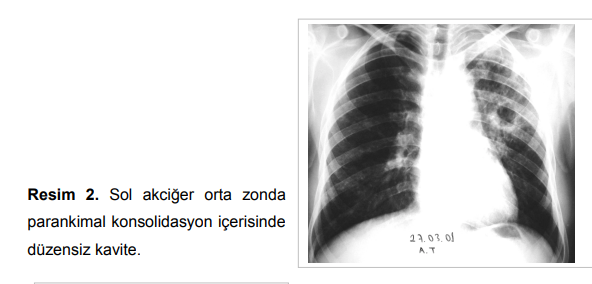 Resim 2. Sol akciğer orta zonda
parankimal konsolidasyon içerisinde
düzensiz kavite.
27.03.01
A.T